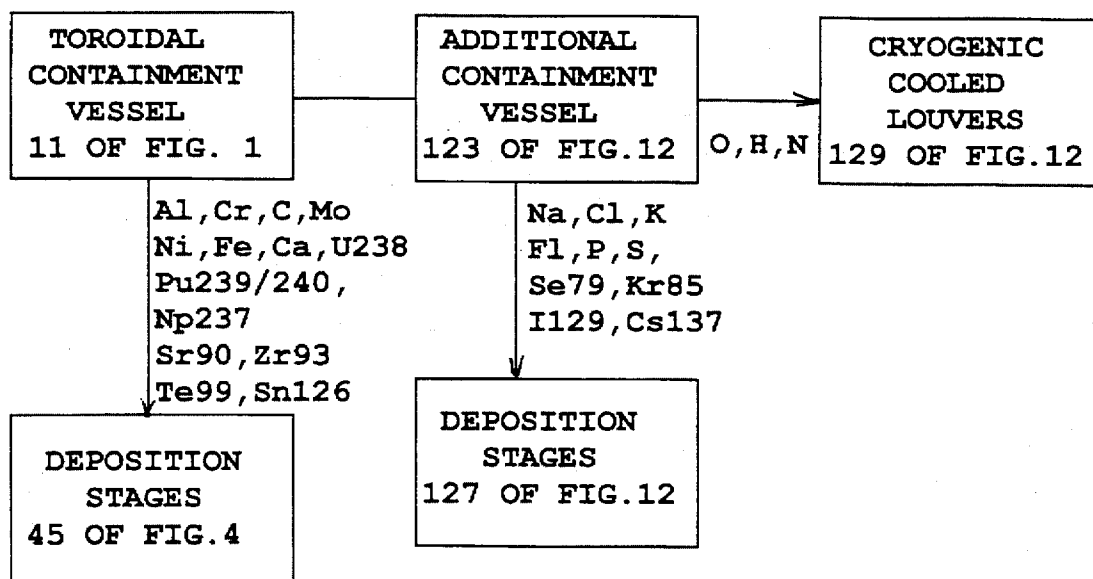 TOROIDAL
CONTAINMENT
VESSEL
11 OF FIG. 1
ADDITIONAL
CONTAINMENT
VESSEL
123 OF FIG.12
O,H,N
CRYOGENIC
COOLED
LOUVERS
129 OF FIG.12
Al,Cr,C,Mo
Ni,Fe,Ca,U238
Pu239/240,
Np237
Sr90,Zr93
Te99,Sn126
Na,Cl,K
Fl,P,S,
Se79,Kr85
I129,Cs137
DEPOSITION
STAGES
45 OF FIG.4
DEPOSITION
STAGES
127 OF FIG.12